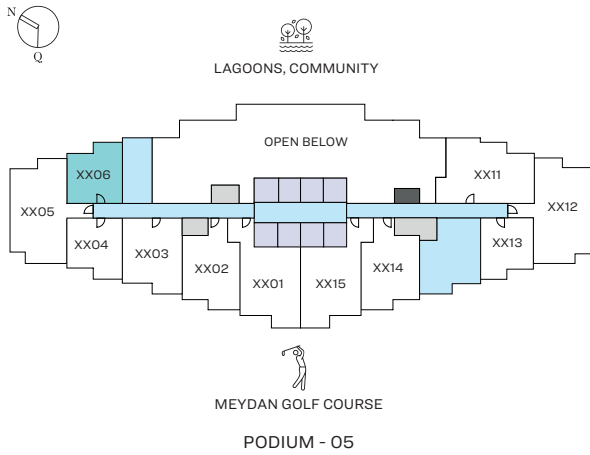 N
Q
LAGOONS, COMMUNITY
OPEN BELOW
XX06
XX11
XX05
XX12
XX04
XX03
XX02
XX01
XX15
XX14
XX13
MEYDAN GOLF COURSE
PODIUM - 05